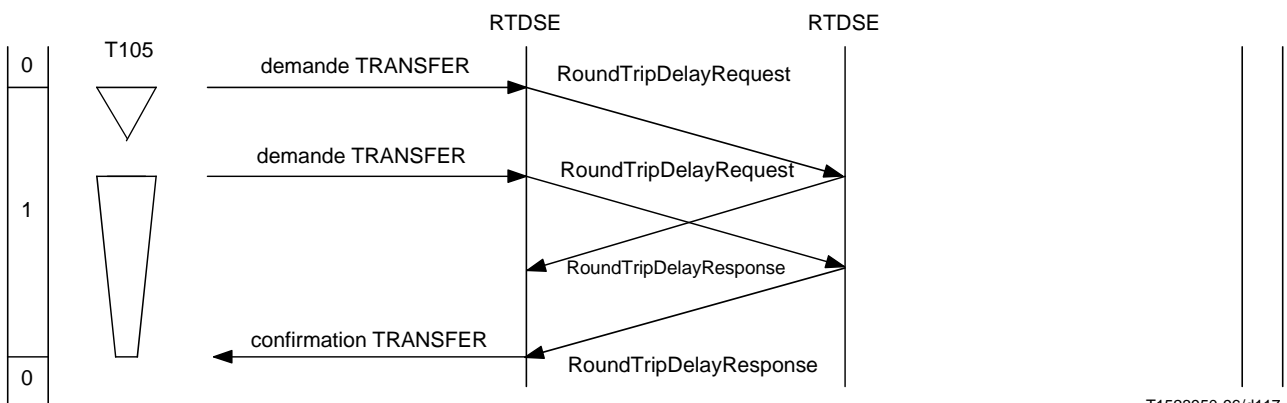 RTDSE RTDSE
T105
0
demande TRANSFER
RoundTripDelayRequest
demande TRANSFER
RoundTripDelayRequest
1
RoundTripDelayResponse
confirmation TRANSFER
RoundTripDelayResponse
0